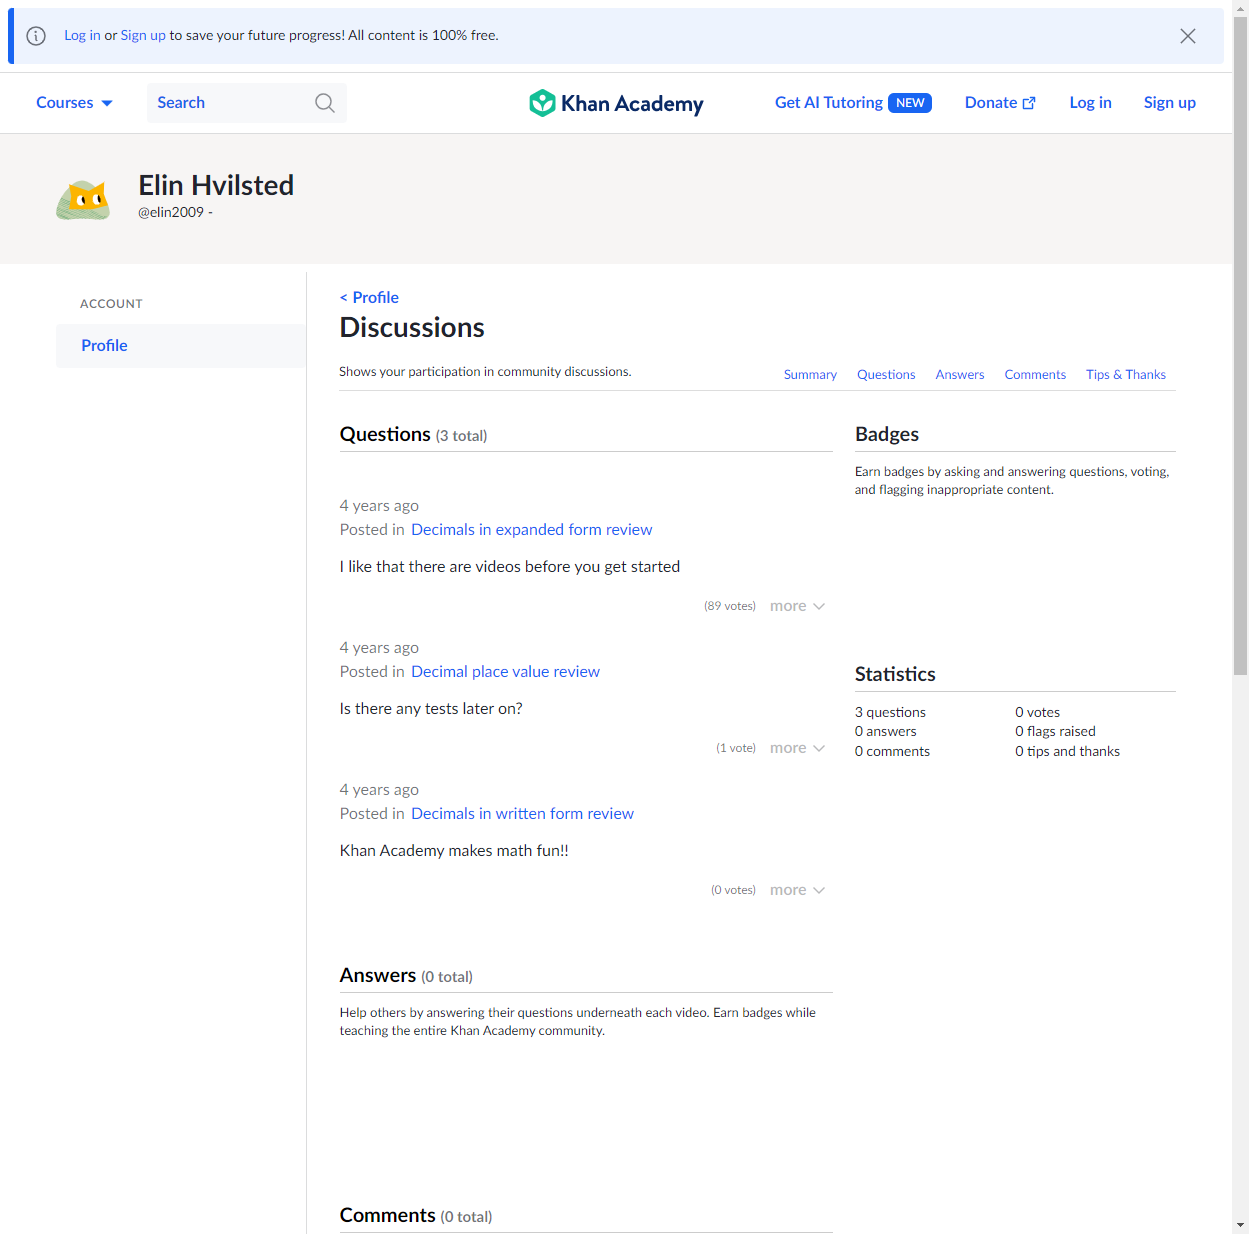 Log in or Sign up to save your future progress! All content is 100% free.
Courses
Search
Khan Academy
Get AI Tutoring NEW
Donate
Log in
Sign up
Elin Hvilsted
@elin2009 -
ACCOUNT
Profile
< Profile
Discussions
Shows your participation in community discussions.
Summary
Questions
Answers
Comments
Tips & Thanks
Questions (3 total)
4 years ago
Posted in Decimals in expanded form review
I like that there are videos before you get started
(89 votes) more
4 years ago
Posted in Decimal place value review
Is there any tests later on?
(1 vote) more
4 years ago
Posted in Decimals in written form review
Khan Academy makes math fun!!
(0 votes) more
Answers (0 total)
Help others by answering their questions underneath each video. Earn badges while
teaching the entire Khan Academy community.
Comments (0 total)
Badges
Earn badges by asking and answering questions, voting,
and flagging inappropriate content.
Statistics
3 questions
0 votes
0 answers
0 flags raised
0 comments
0 tips and thanks